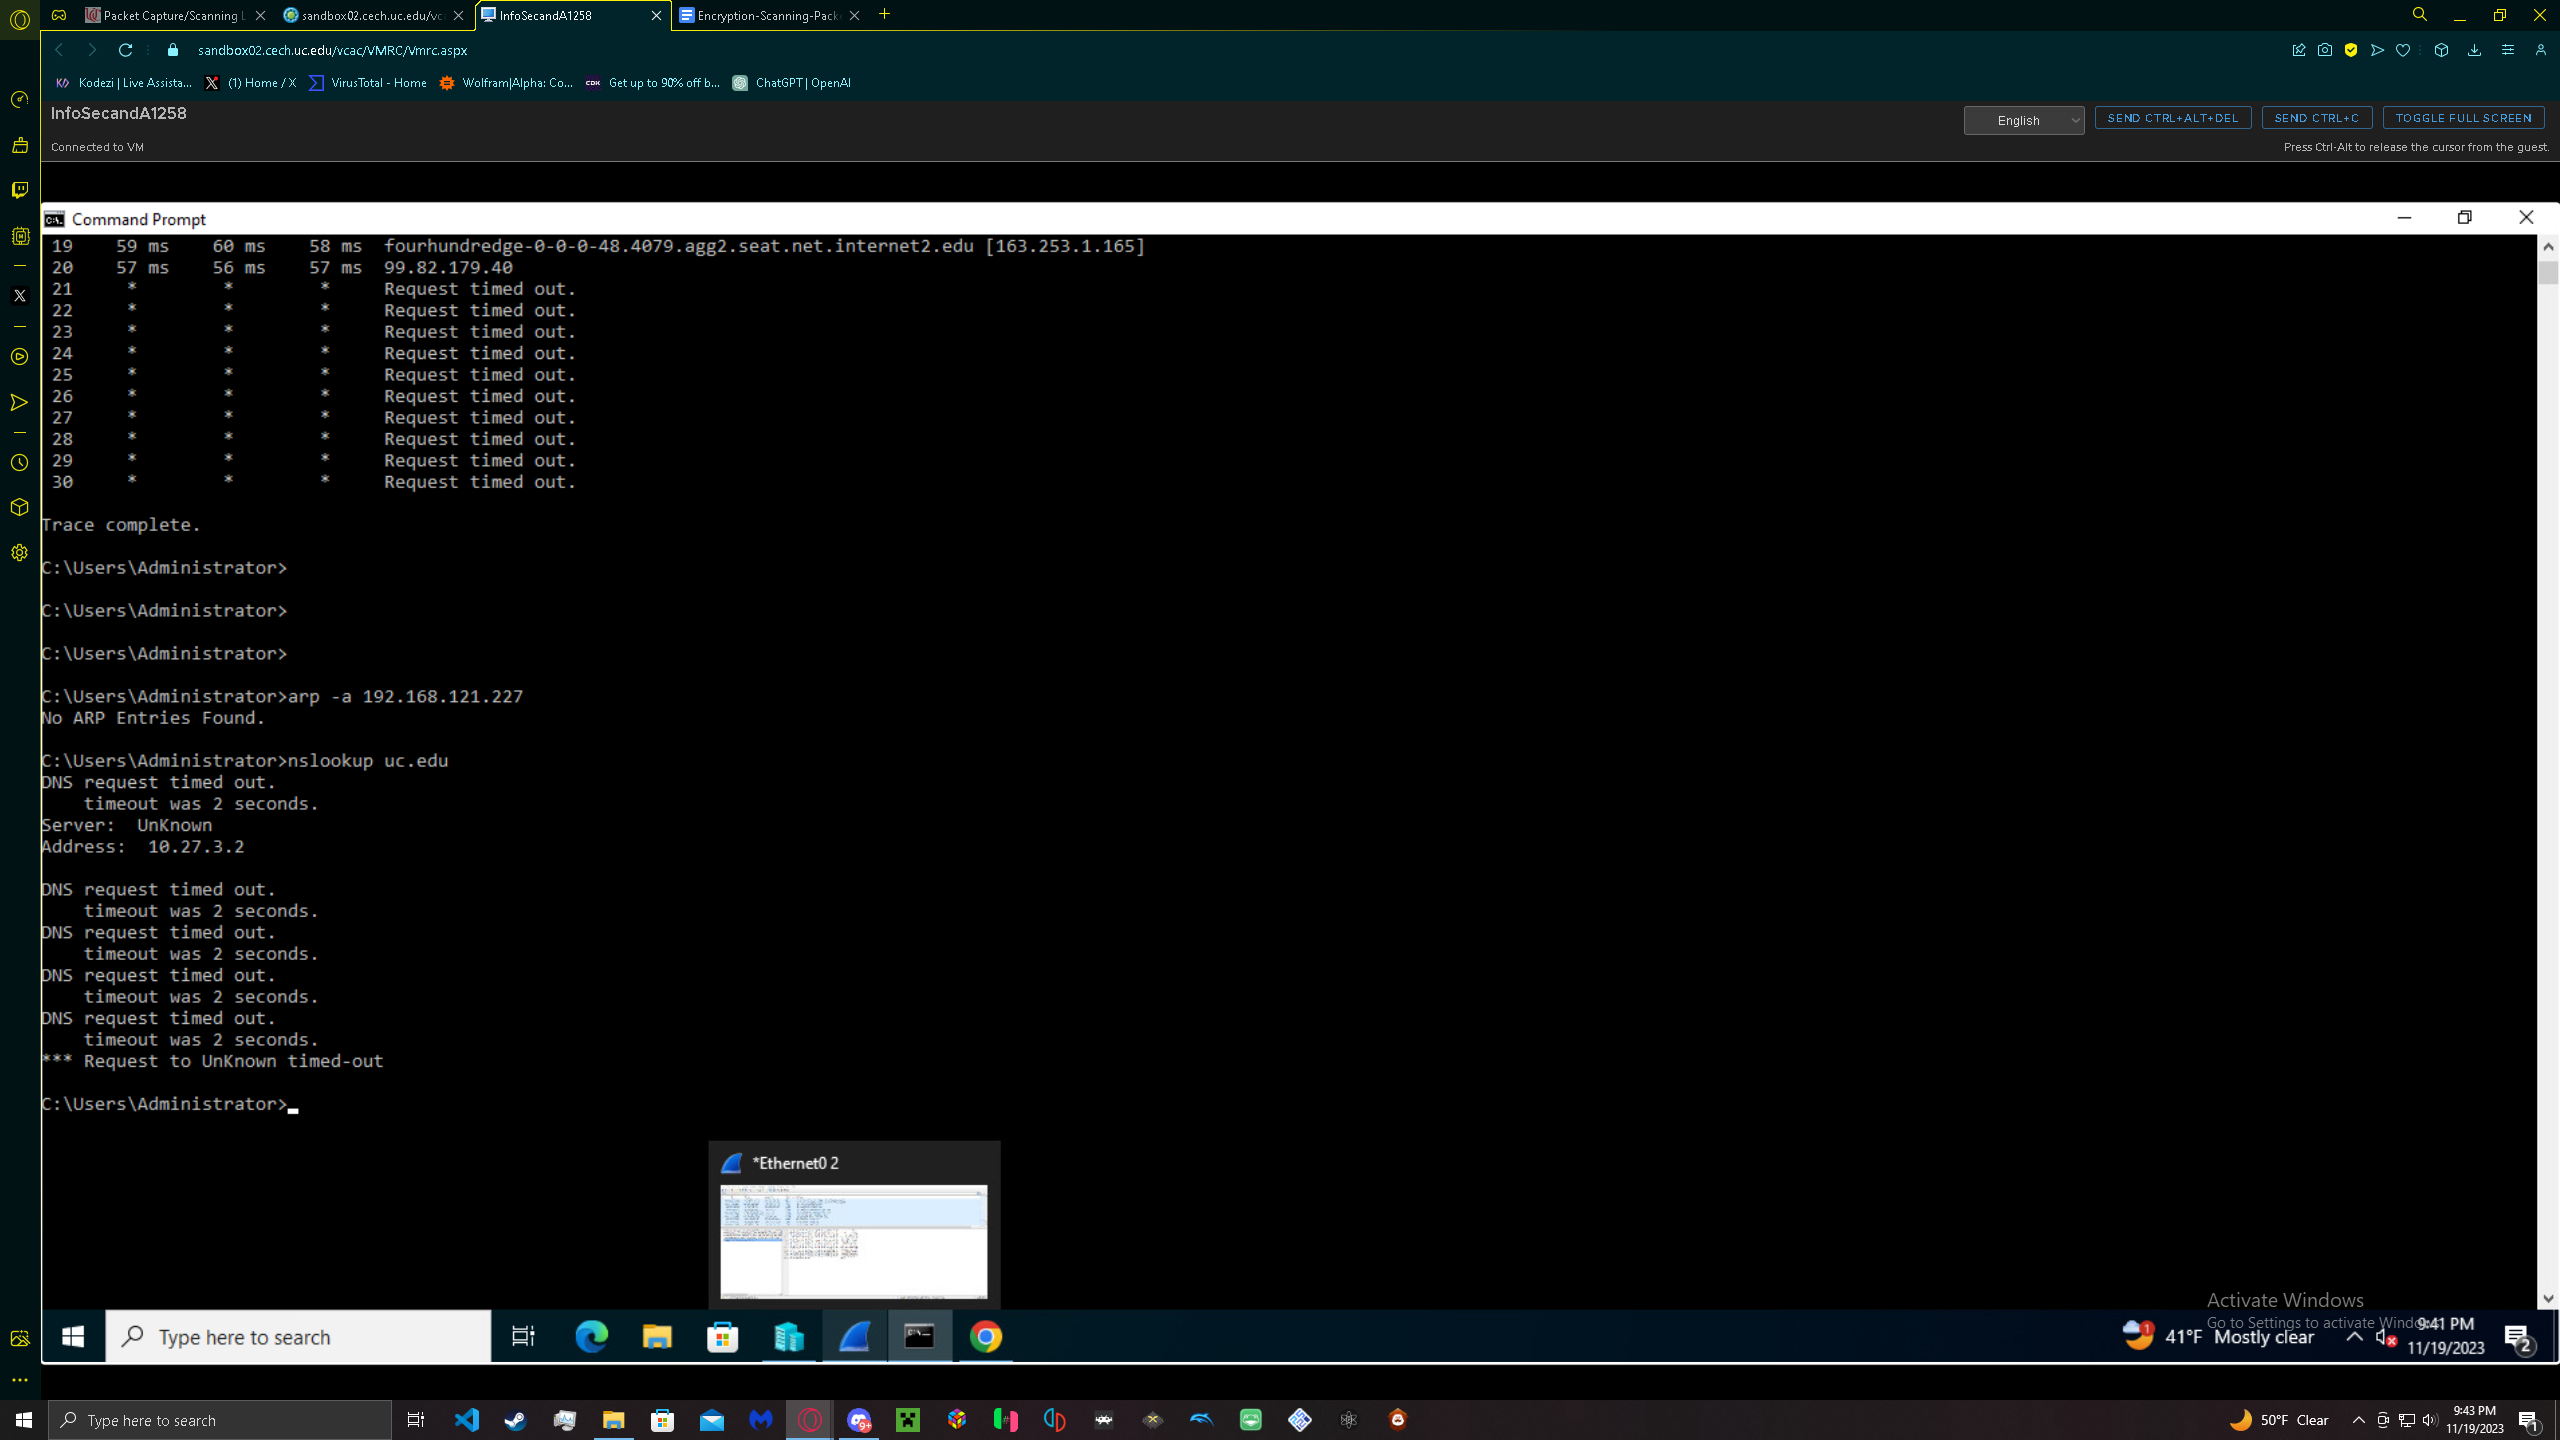 Packet Capture/Scanning L
sandbox02.cech.uc.edu/vc
InfoSecandA1258
Encryption-Scanning-Pack
sandbox02.cech.uc.edu/vcac/VMRC/Vmrc.aspx
Kodezi | Live Assista...
(1) Home / X
VirusTotal - Home
Wolfram|Alpha: Co...
CDK
Get up to 90% off b...
ChatGPT | OpenAI
InfoSecandA1258
English
SEND CTRL+ALT+DEL
SEND CTRL+C
TOGGLE FULL SCREEN
Connected to VM
Press Ctrl-Alt to release the cursor from the guest.
Command Prompt
19 59 ms 60 ms 58 ms fourhundredge-0-0-0-48.4079.agg2.seat.net.internet2.edu [163.253.1.165]
20 57 ms 56 ms 57 ms 99.82.179.40
21 * * * Request timed out.
22 * * * Request timed out.
23 * * * Request timed out.
24 * * * Request timed out.
25 * * * Request timed out.
26 * * * Request timed out.
27 * * * Request timed out.
28 * * * Request timed out.
29 * * * Request timed out.
30 * * * Request timed out.
Trace complete.
C:\Users\Administrator>
C:\Users\Administrator>
C:\Users\Administrator>
C:\Users\Administrator>arp -a 192.168.121.227
No ARP Entries Found.
C:\Users\Administrator>nslookup uc.edu
DNS request timed out.
timeout was 2 seconds.
Server: UnKnown
Address: 10.27.3.2
DNS request timed out.
timeout was 2 seconds.
DNS request timed out.
timeout was 2 seconds.
DNS request timed out.
timeout was 2 seconds.
DNS request timed out.
timeout was 2 seconds.
*** Request to UnKnown timed-out
C:\Users\Administrator>
*Ethernet0 2
Activate Windows
Go to Settings to activate Windows.
Type here to search
1
41°F Mostly clear
9:41 PM
11/19/2023
2
Type here to search
9+
50°F Clear
9:43 PM
11/19/2023
1